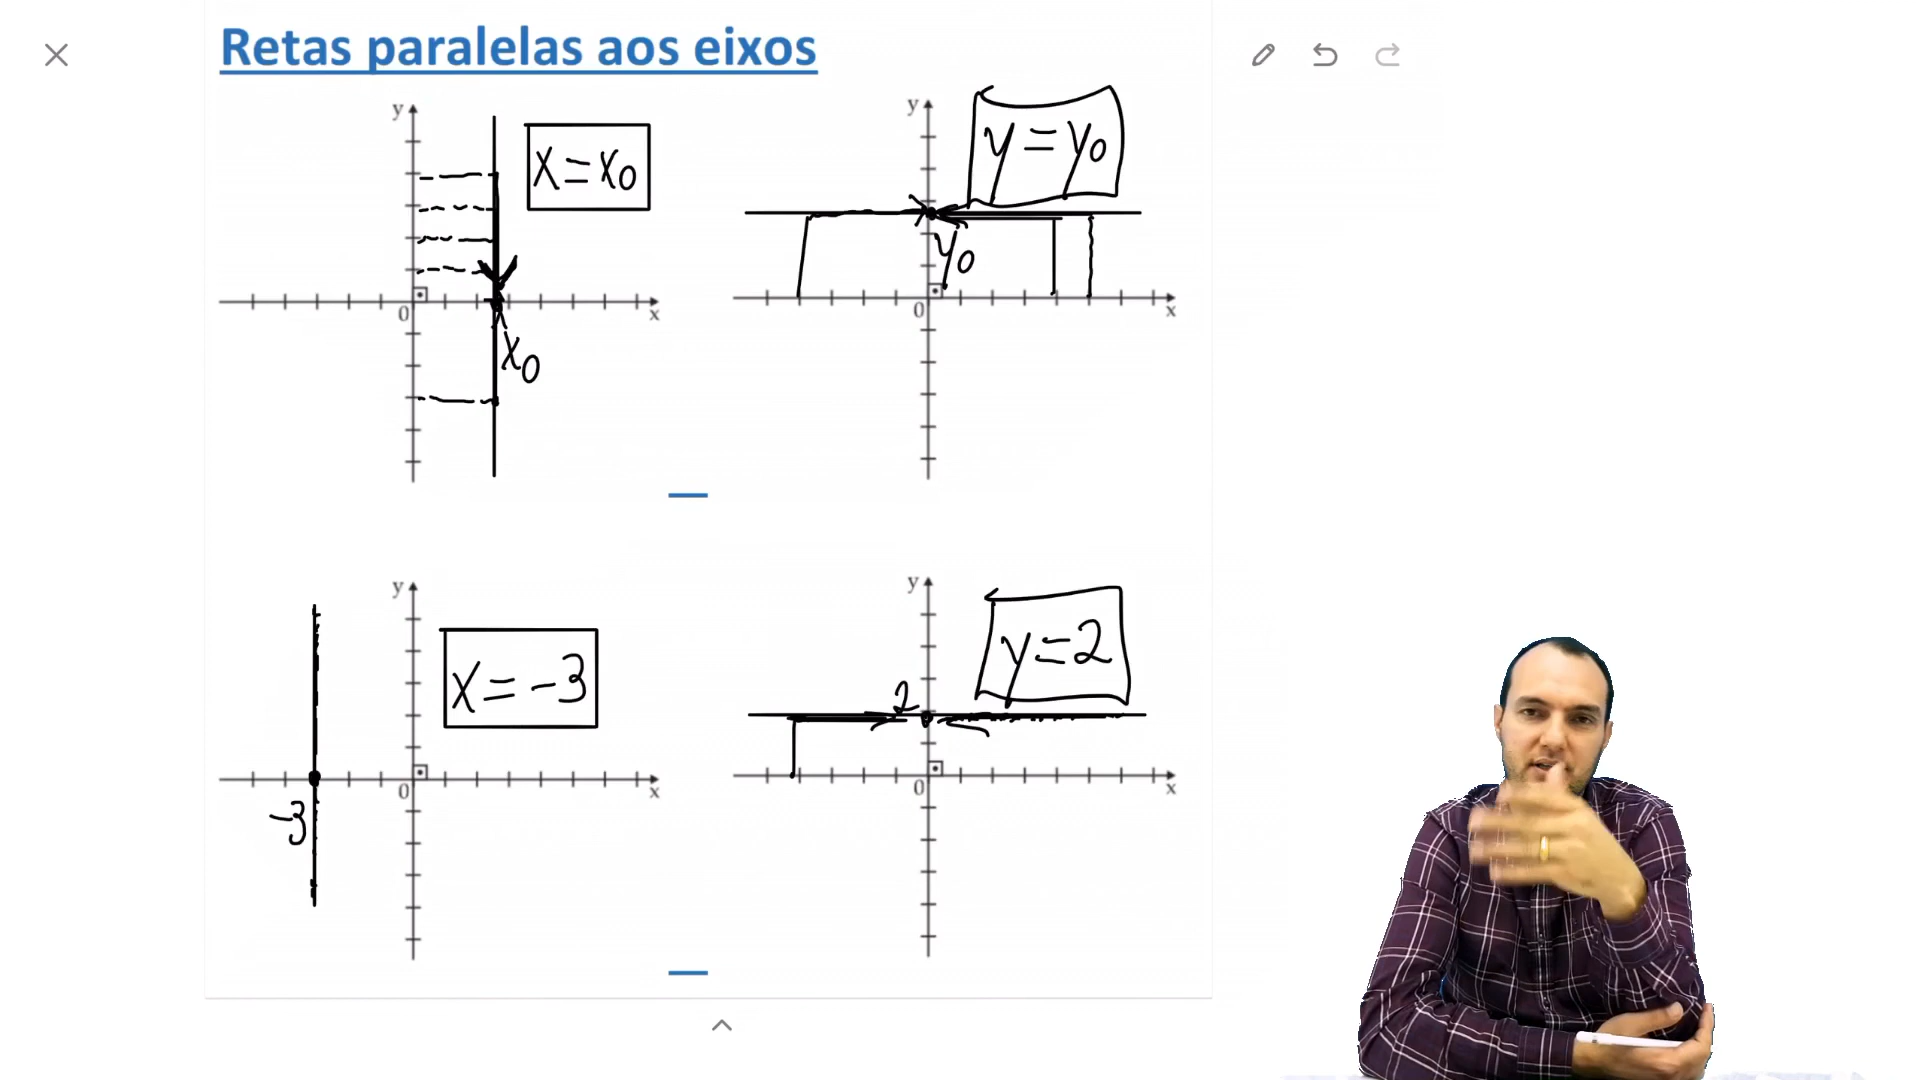 Retas paralelas aos eixos
y
x = x0
0
x
x0
y
y = y0
y0
0
x
y
x = -3
0
x
-3
y
y = 2
2
0
x